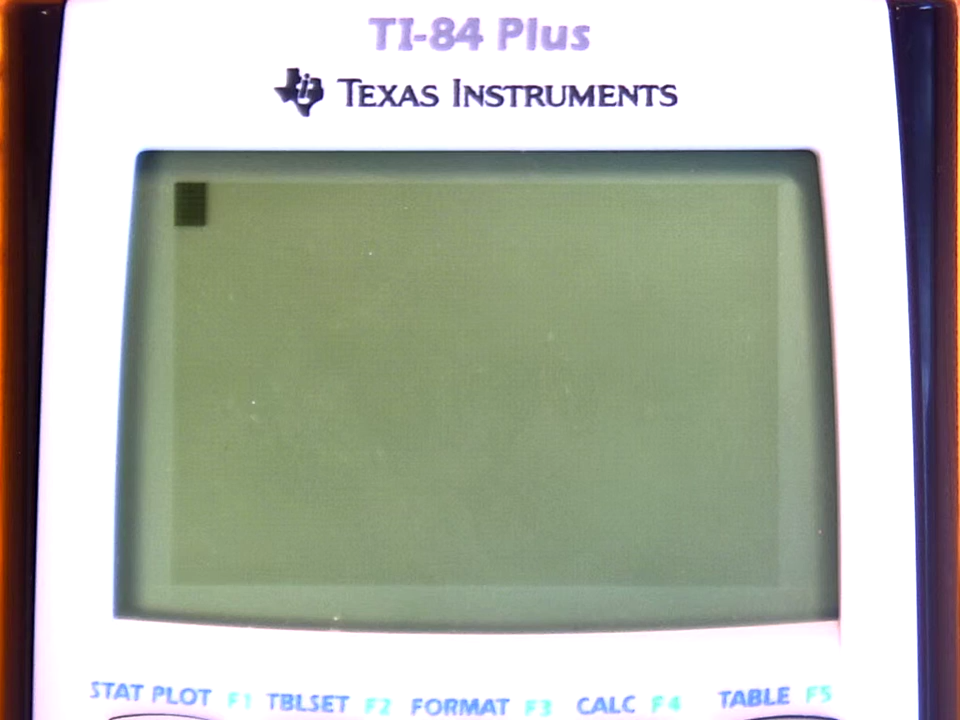 TI-84 Plus
TEXAS INSTRUMENTS
STAT PLOT F1 TBLSET F2 FORMAT F3 CALC F4 TABLE F5